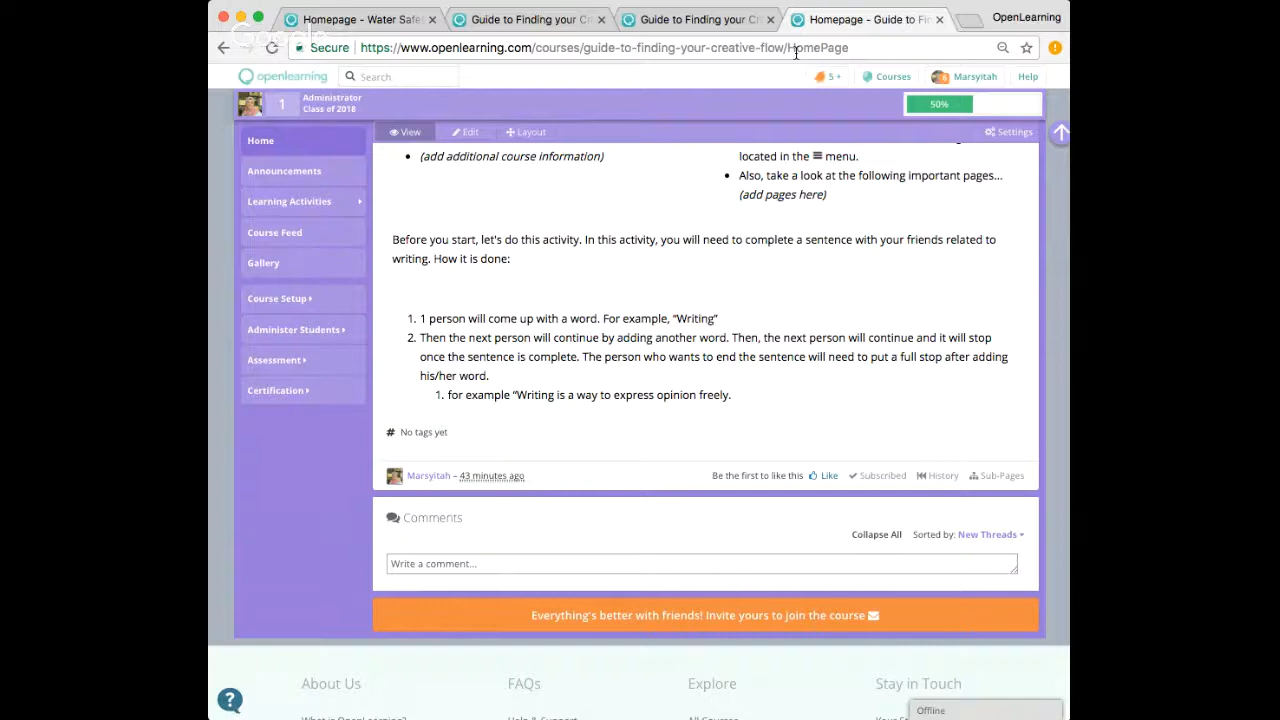 Homepage - Water Safe
Guide to Finding your Cr
Guide to Finding your Cr
Homepage - Guide to Fi
OpenLearning
Google
Secure
https://www.openlearning.com/courses/guide-to-finding-your-creative-flow/HomePage
openlearning
Search
5 +
Courses
6
Marsyitah
Help
1
Administrator
Class of 2018
50%
View
Edit
Layout
Settings
Home
Announcements
Learning Activities
Course Feed
Gallery
Course Setup
Administer Students
Assessment
Certification
(add additional course information)
located in the menu.
Also, take a look at the following important pages...
(add pages here)
Before you start, let's do this activity. In this activity, you will need to complete a sentence with your friends related to
writing. How it is done:
1. 1 person will come up with a word. For example, “Writing”
2. Then the next person will continue by adding another word. Then, the next person will continue and it will stop
once the sentence is complete. The person who wants to end the sentence will need to put a full stop after adding
his/her word.
1. for example “Writing is a way to express opinion freely.
# No tags yet
Marsyitah – 43 minutes ago
Be the first to like this
Like
Subscribed
History
Sub-Pages
Comments
Collapse All
Sorted by: New Threads
Write a comment...
Everything's better with friends! Invite yours to join the course
About Us
FAQs
Explore
Stay in Touch
?
Offline